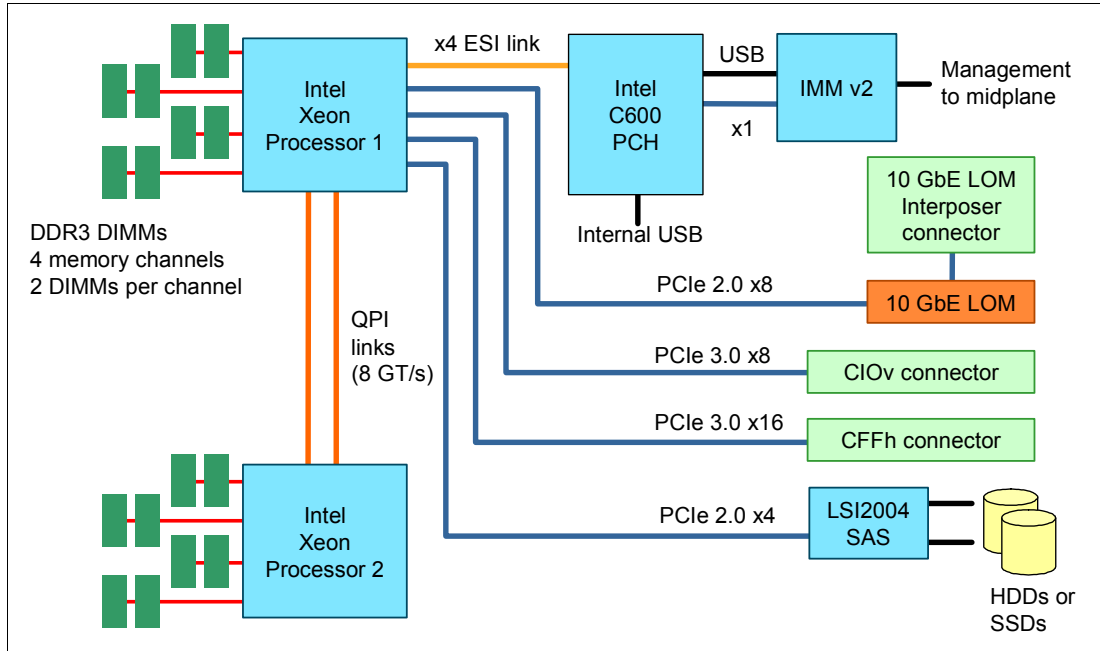 x4 ESI link
Intel
Xeon
Processor 1
Intel
C600
PCH
USB
x1
IMM v2
Management
to midplane
Internal USB
10 GbE LOM
Interposer
connector
DDR3 DIMMs
4 memory channels
2 DIMMs per channel
PCIe 2.0 x8
10 GbE LOM
QPI
links
(8 GT/s)
PCIe 3.0 x8
CIOv connector
PCIe 3.0 x16
CFFh connector
Intel
Xeon
Processor 2
PCIe 2.0 x4
LSI2004
SAS
HDDs or
SSDs